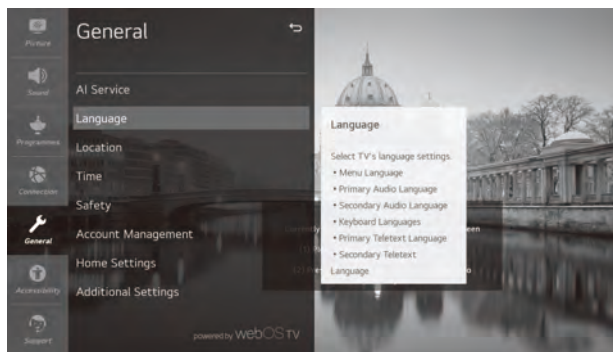 Picture
Sound
Programmes
Connection
General
Accessibility
Support
General
AI Service
Language
Location
Time
Safety
Account Management
Home Settings
Additional Settings
powered by webOS TV
Language
Select TV's language settings.
• Menu Language
• Primary Audio Language
• Secondary Audio Language
• Keyboard Languages
• Primary Teletext Language
• Secondary Teletext
Language